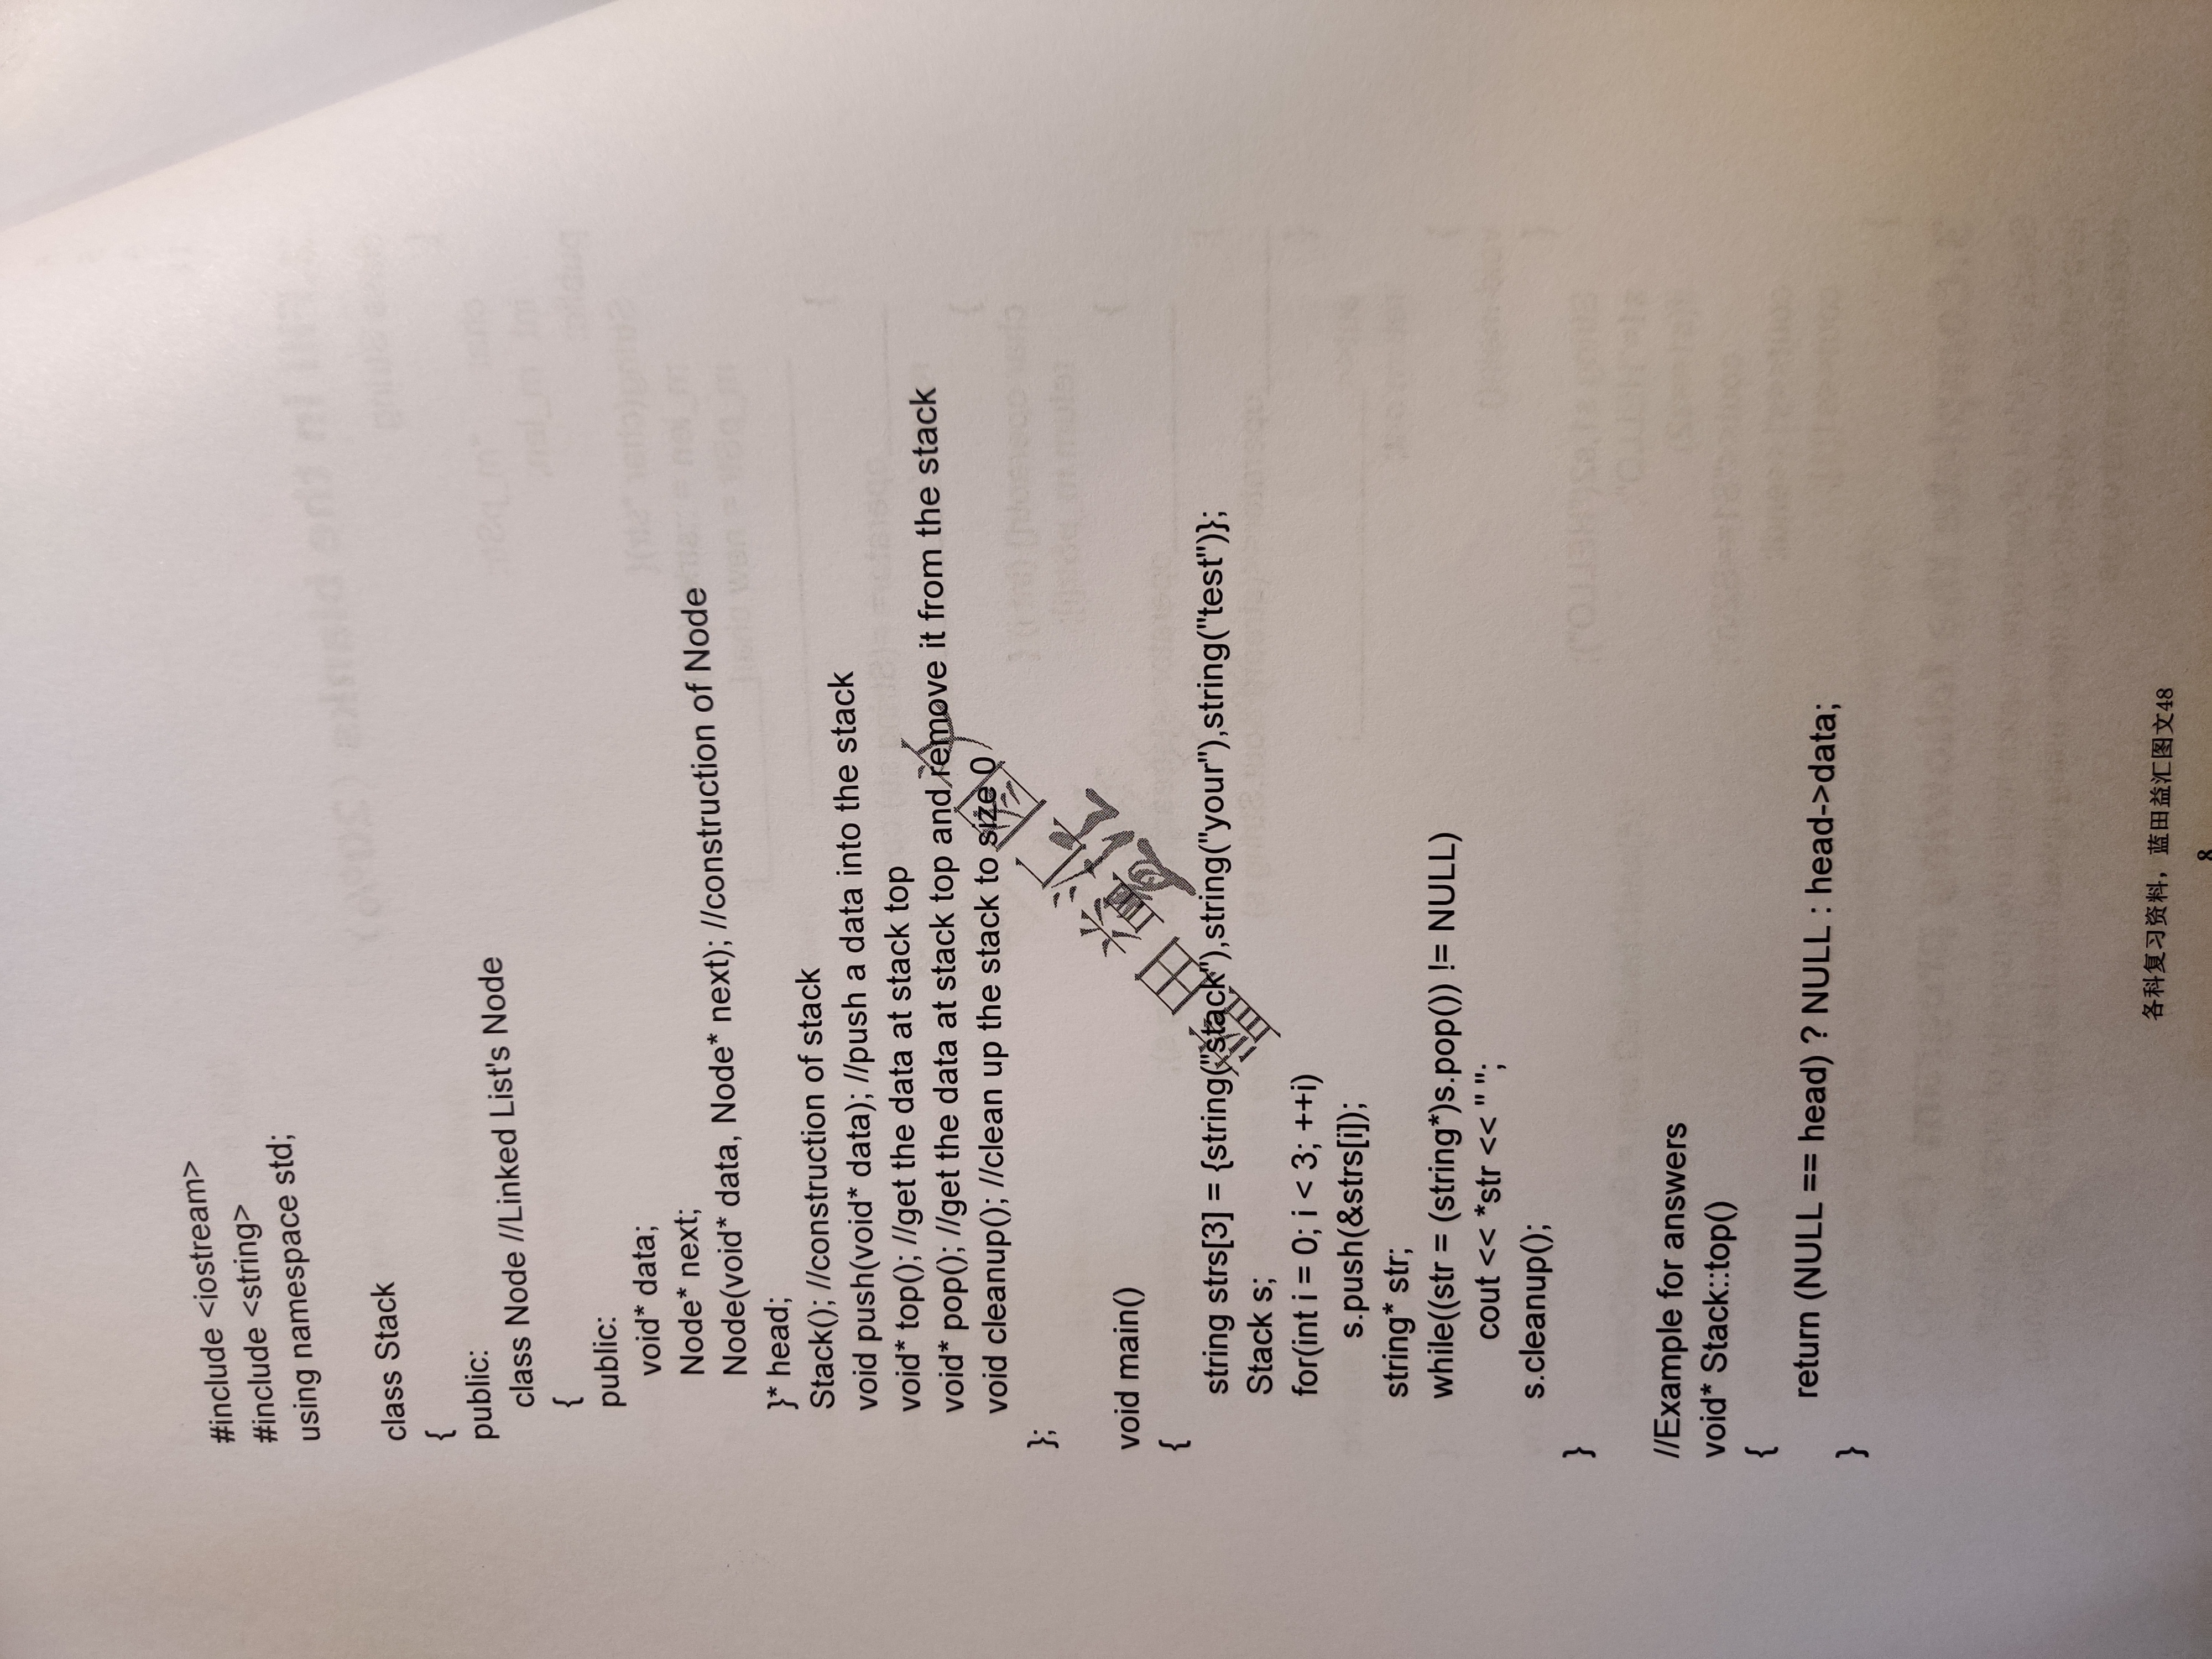 #include <iostream>
#include <string>
using namespace std;
class Stack
{
public:
class Node //Linked List's Node
{
public:
void* data;
Node* next;
Node(void* data, Node* next); //construction of Node
}* head;
Stack(); //construction of stack
void push(void* data); //push a data into the stack
void* top(); //get the data at stack top
void* pop(); //get the data at stack top and remove it from the stack
void cleanup(); //clean up the stack to size 0
};
void main()
{
string strs[3] = {string("stack"),string("your"),string("test")};
Stack s;
for(int i = 0; i < 3; ++i)
s.push(&strs[i]);
string* str;
while((str = (string*)s.pop()) != NULL)
cout << *str << " ";
s.cleanup();
}
//Example for answers
void* Stack::top()
{
return (NULL == head) ? NULL : head->data;
}
蓝田益汇图文
各科复习资料，蓝田益汇图文48
8